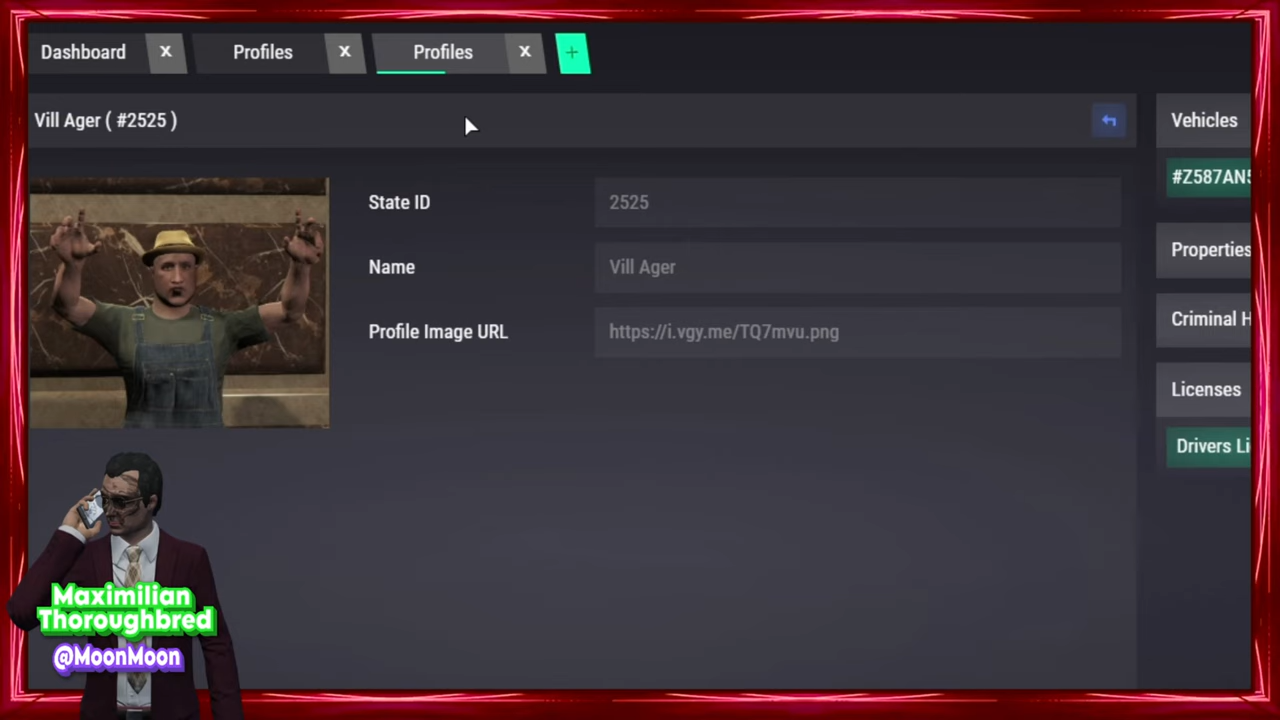 Dashboard x Profiles x Profiles x +
Vill Ager ( #2525 )
Vehicles
#Z587AN5
State ID 2525
Name Vill Ager
Properties
Profile Image URL https://i.vgy.me/TQ7mvu.png
Criminal H
Licenses
Drivers Li
Maximilian
Thoroughbred
@MoonMoon